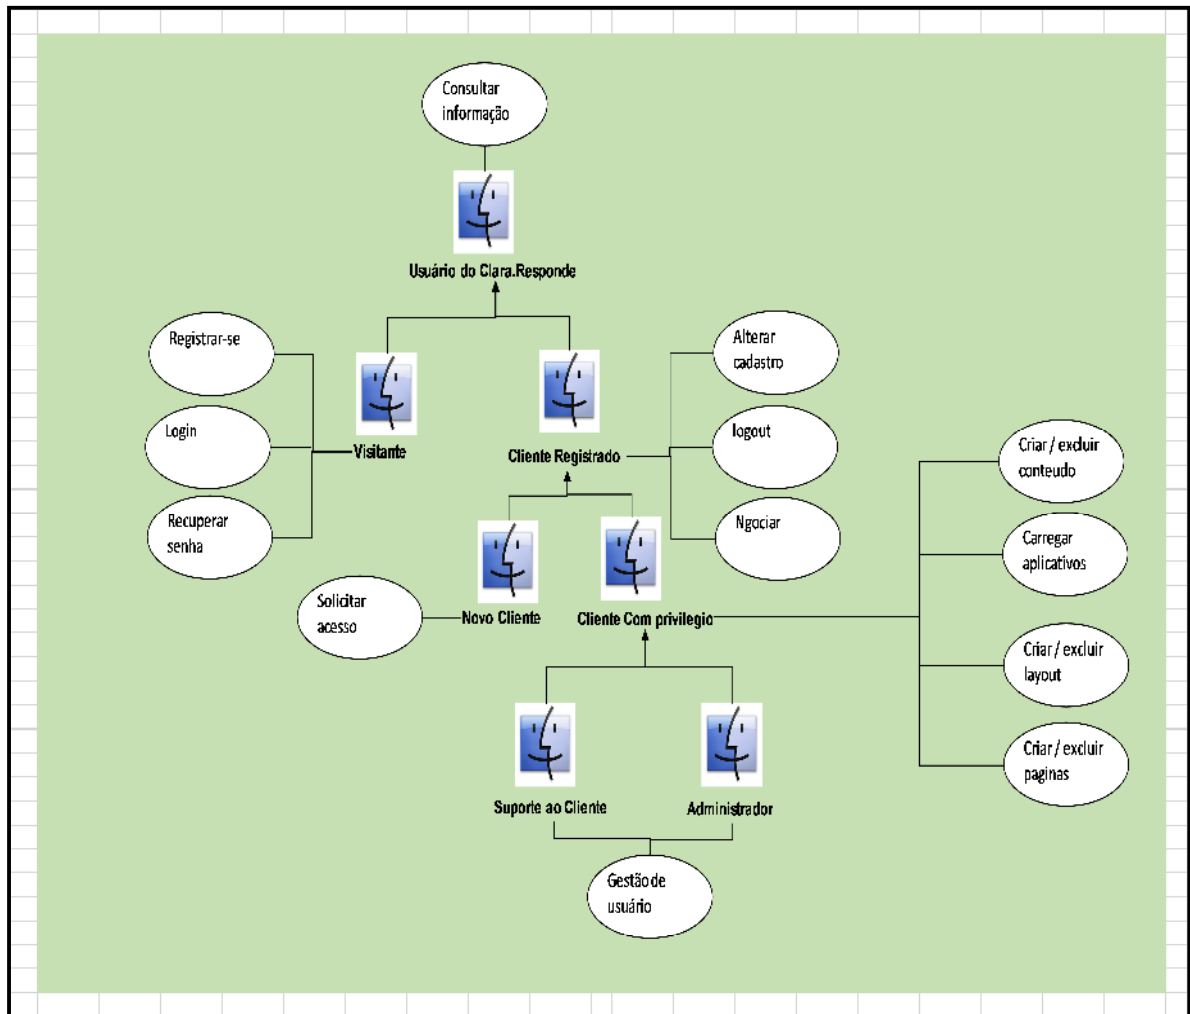 Consultar
informação
Usuário do Clara.Responde
Registrar-se
Login
Recuperar
senha
Visitante
Cliente Registrado
Alterar
cadastro
logout
Ngociar
Criar / excluir
conteudo
Carregar
aplicativos
Criar / excluir
layout
Criar / excluir
paginas
Solicitar
acesso
Novo Cliente
Cliente Com privilegio
Suporte ao Cliente
Administrador
Gestão de
usuário